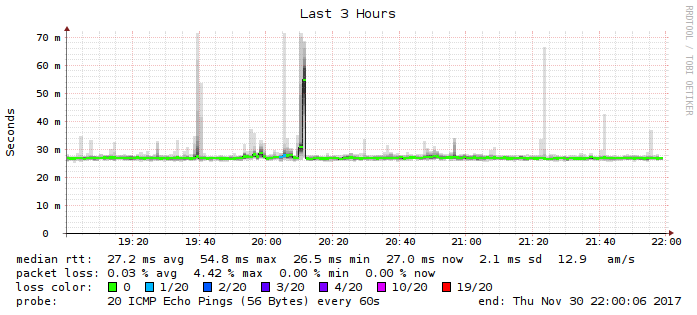 Last 3 Hours
RRDTOOL / TOBI OETIKER
Seconds
70 m
60 m
50 m
40 m
30 m
20 m
10 m
0
19:20 19:40 20:00 20:20 20:40 21:00 21:20 21:40 22:00
median rtt: 27.2 ms avg 54.8 ms max 26.5 ms min 27.0 ms now 2.1 ms sd 12.9 am/s
packet loss: 0.03 % avg 4.42 % max 0.00 % min 0.00 % now
loss color: 0 1/20 2/20 3/20 4/20 10/20 19/20
probe: 20 ICMP Echo Pings (56 Bytes) every 60s end: Thu Nov 30 22:00:06 2017